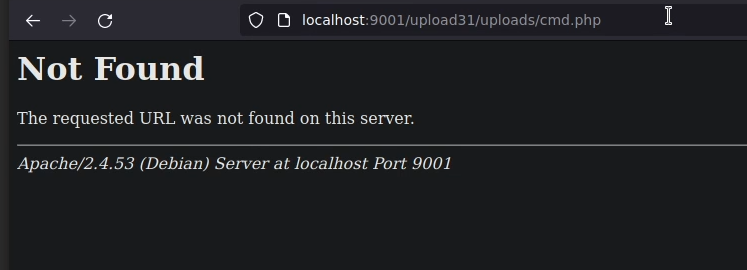 localhost:9001/upload31/uploads/cmd.php
Not Found
The requested URL was not found on this server.
Apache/2.4.53 (Debian) Server at localhost Port 9001